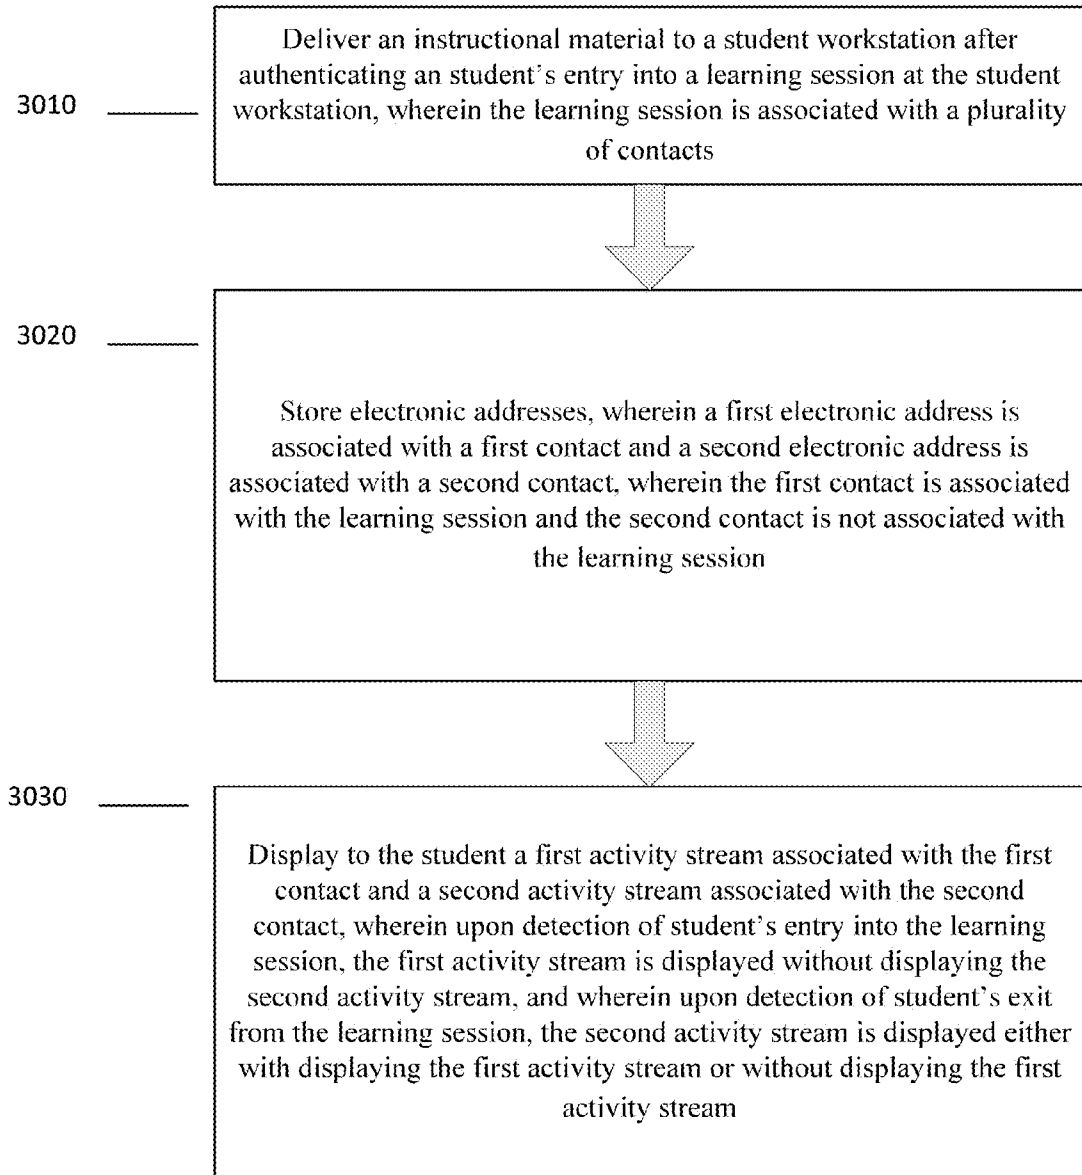 Deliver an instructional material to a student workstation after
authenticating an student's entry into a learning session at the student
workstation, wherein the learning session is associated with a plurality
of contacts
3010
3020
Store electronic addresses, wherein a first electronic address is
associated with a first contact and a second electronic address is
associated with a second contact, wherein the first contact is associated
with the learning session and the second contact is not associated with
the learning session
3030
Display to the student a first activity stream associated with the first
contact and a second activity stream associated with the second
contact, wherein upon detection of student's entry into the learning
session, the first activity stream is displayed without displaying the
second activity stream, and wherein upon detection of student's exit
from the learning session, the second activity stream is displayed either
with displaying the first activity stream or without displaying the first
activity stream